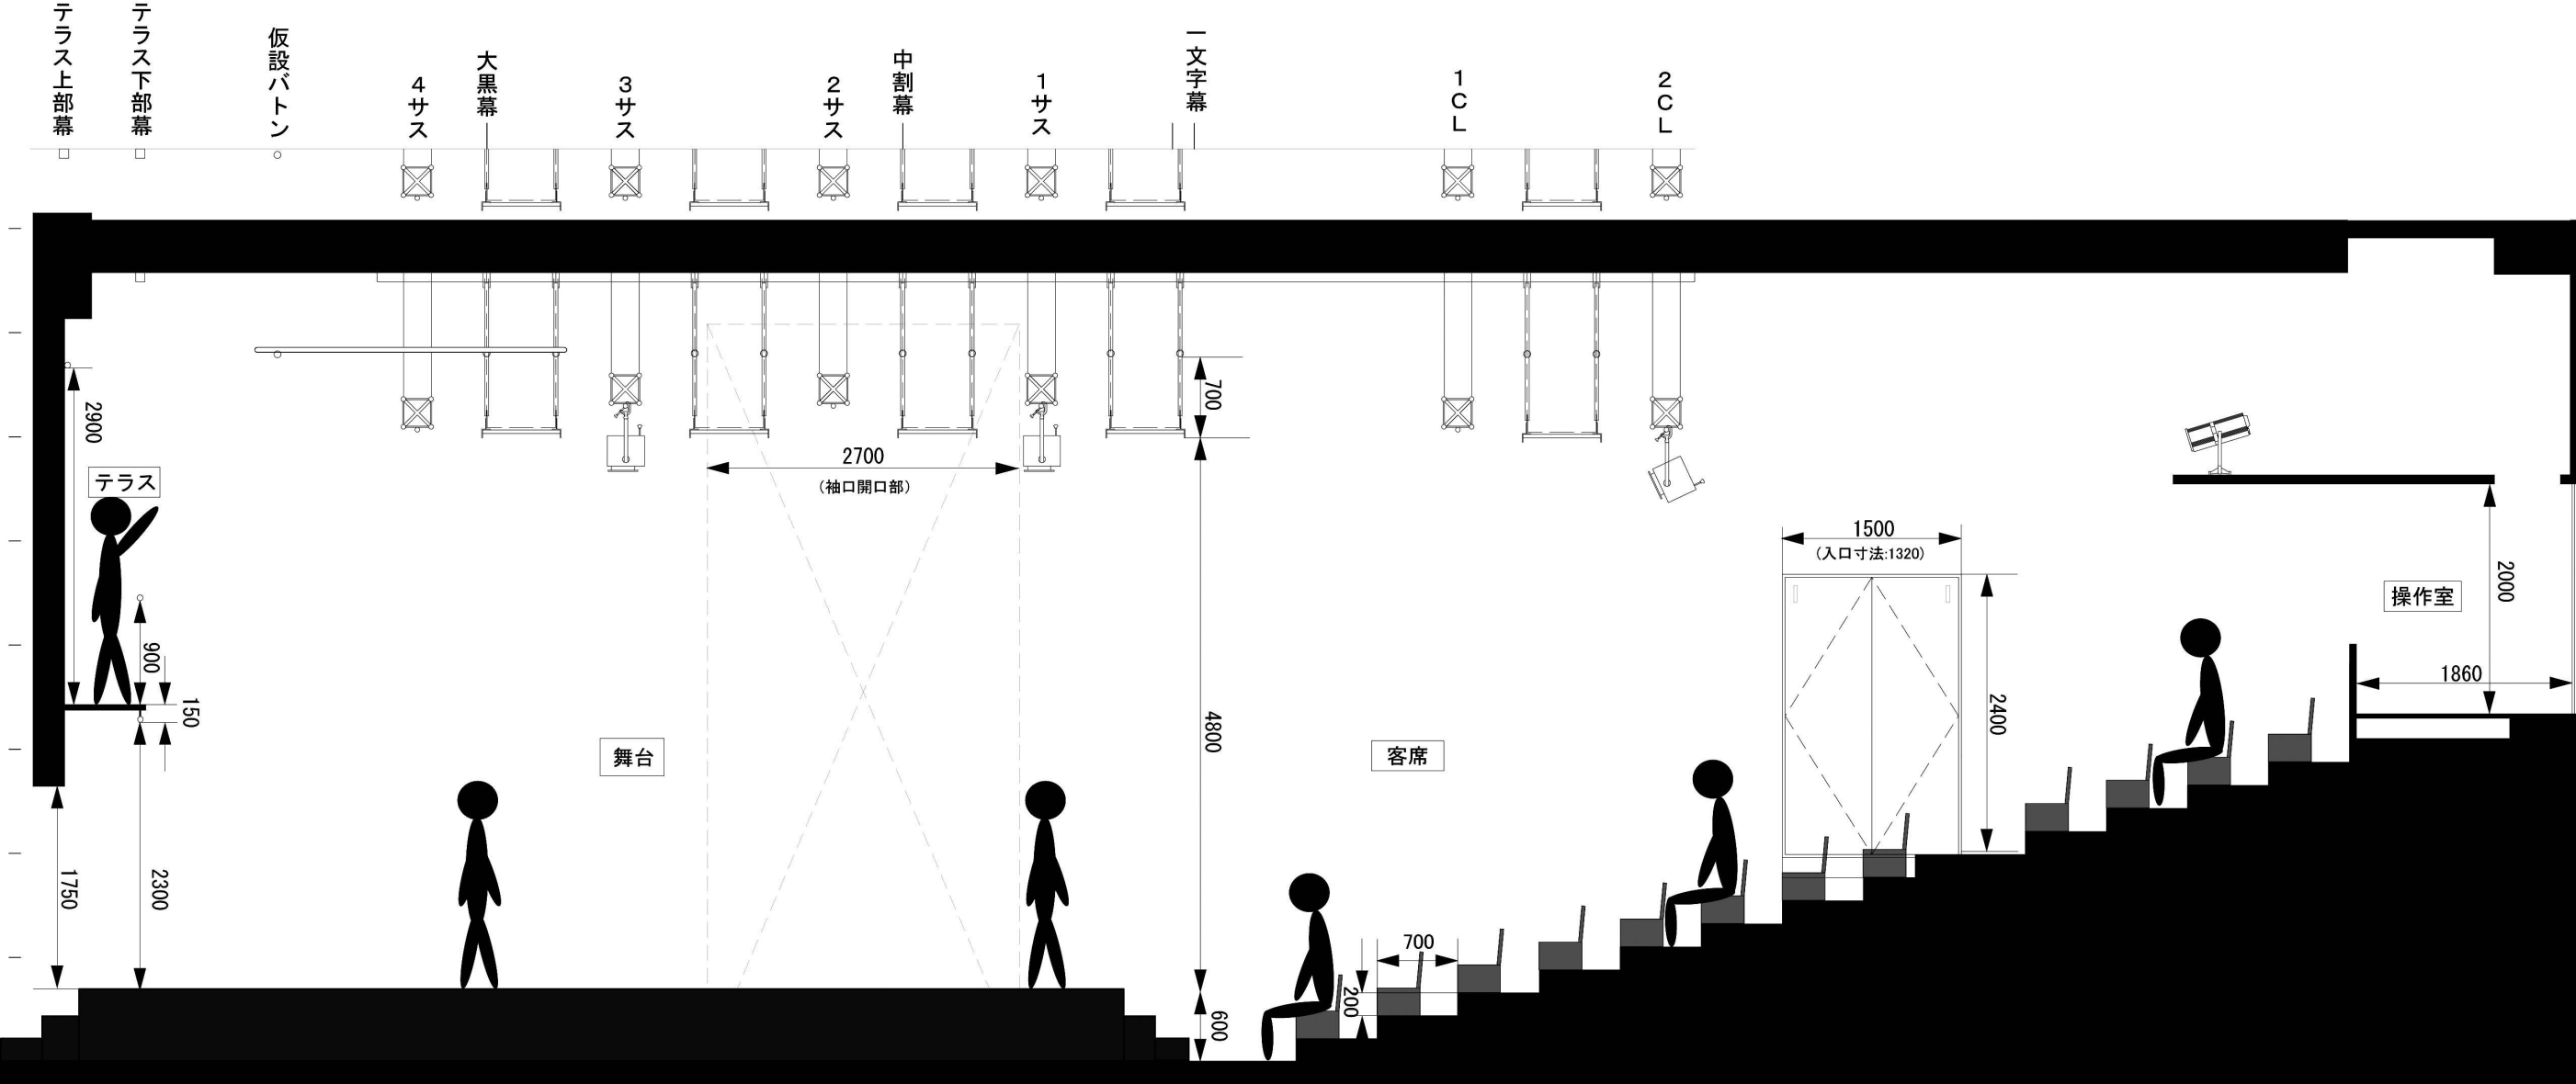 テラス上部幕
テラス下部幕
仮設バトン
4サス
大黒幕
3サス
2サス
中割幕
1サス
一文字幕
1CL
2CL
2900
テラス
900
150
1750
2300
舞台
2700
(袖口開口部)
700
4800
600
客席
700
200
1500
(入口寸法:1320)
2400
操作室
2000
1860